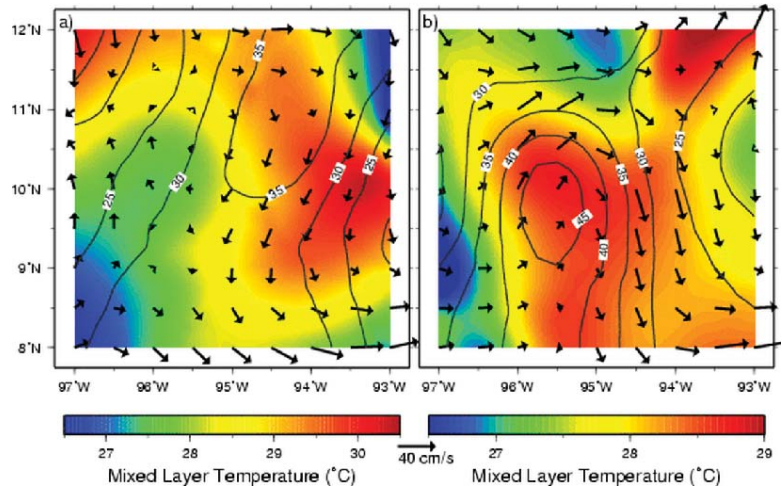 a)
b)
12°N
11°N
10°N
9°N
8°N
35
30
25
25
30
35
30
35
40
30
35
25
45
40
97°W 96°W 95°W 94°W 93°W
97°W 96°W 95°W 94°W 93°W
27 28 29 30
40 cm/s
27 28 29
Mixed Layer Temperature (°C)
Mixed Layer Temperature (°C)